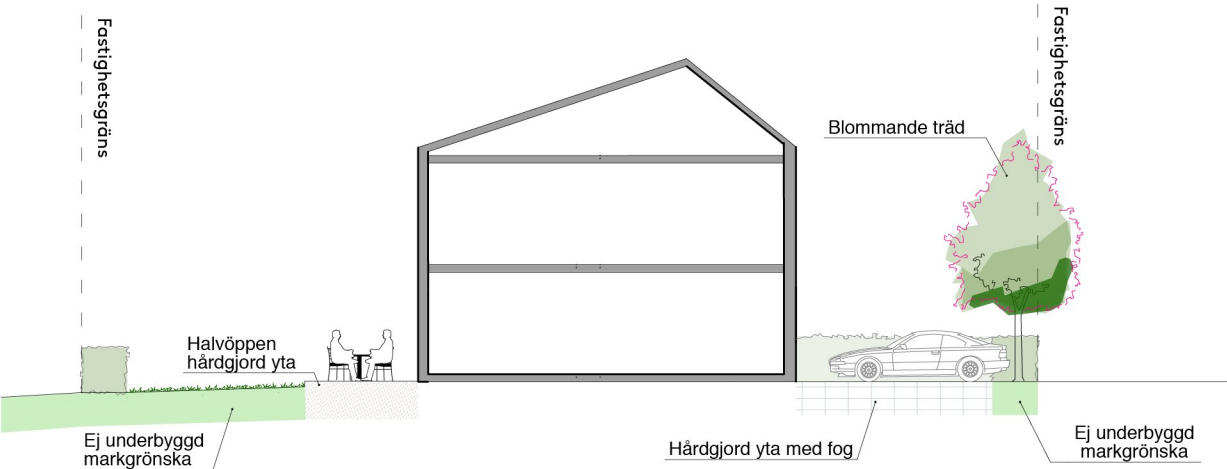 Fastighetsgräns
Fastighetsgräns
Blommande träd
Halvöppen
hårdgjord yta
Ej underbyggd
markgrönska
Hårdgjord yta med fog
Ej underbyggd
markgrönska